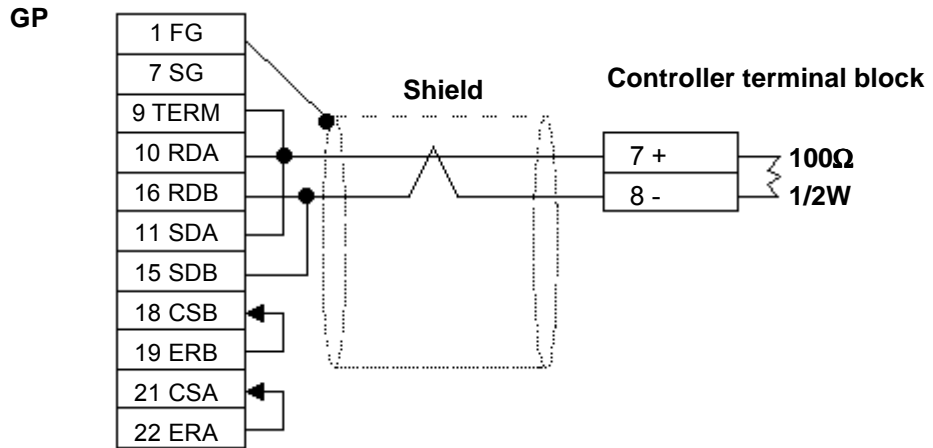 GP
1 FG
7 SG
9 TERM
10 RDA
16 RDB
11 SDA
15 SDB
18 CSB
19 ERB
21 CSA
22 ERA
Shield
Controller terminal block
7 +
8 -
100Ω
1/2W